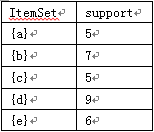 ItemSet support
{a} 5
{b} 7
{c} 5
{d} 9
{e} 6